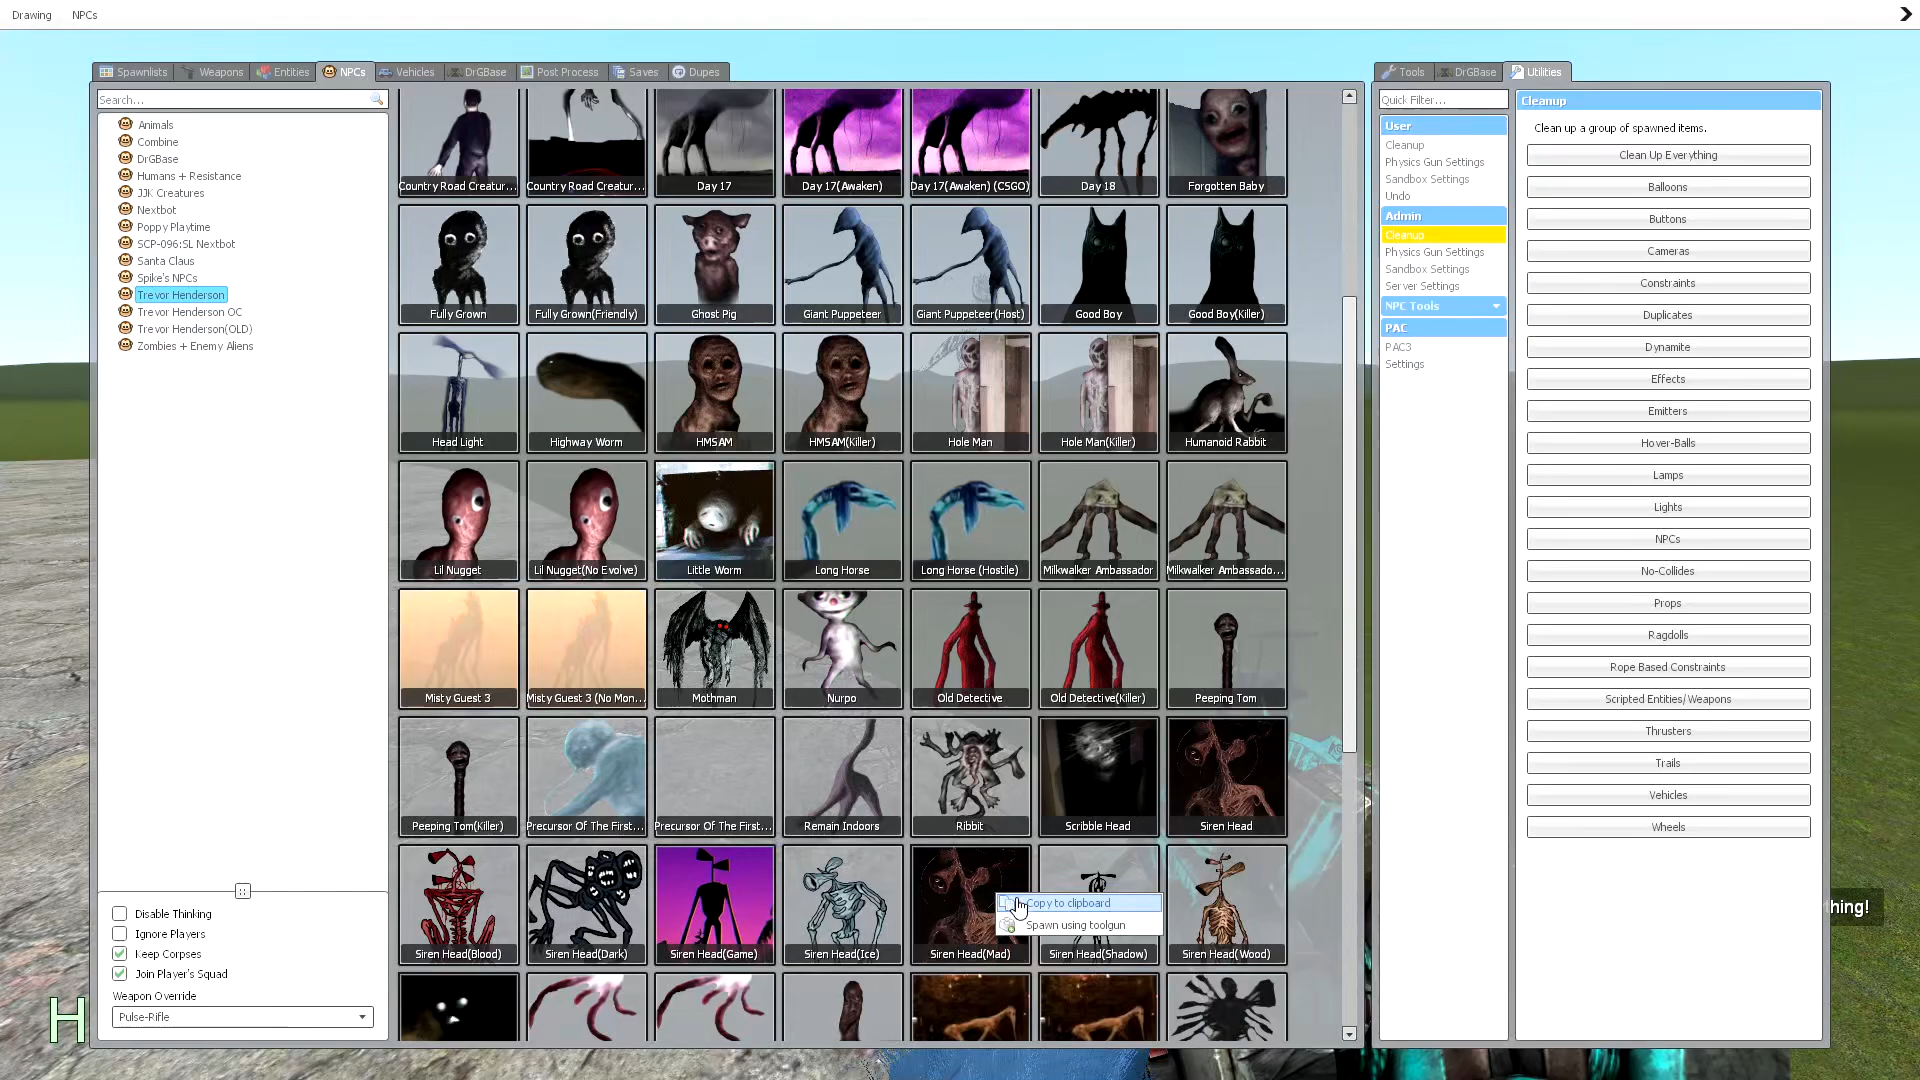 Drawing NPCs
Spawnlists Weapons Entities NPCs Vehicles DrGBase Post Process Saves Dupes
Tools DrGBase Utilities
Search...
Animals
Combine
DrGBase
Humans + Resistance
JJK Creatures
Nextbot
Poppy Playtime
SCP-096:SL Nextbot
Santa Claus
Spike's NPCs
Trevor Henderson
Trevor Henderson OC
Trevor Henderson(OLD)
Zombies + Enemy Aliens
Disable Thinking
Ignore Players
Keep Corpses
Join Player's Squad
Weapon Override
Pulse-Rifle
H
Country Road Creatur... Country Road Creatur... Day 17 Day 17(Awaken) Day 17(Awaken) (CSGO) Day 18 Forgotten Baby
Fully Grown Fully Grown(Friendly) Ghost Pig Giant Puppeteer Giant Puppeteer(Host) Good Boy Good Boy(Killer)
Head Light Highway Worm HMSAM HMSAM(Killer) Hole Man Hole Man(Killer) Humanoid Rabbit
Lil Nugget Lil Nugget(No Evolve) Little Worm Long Horse Long Horse (Hostile) Milkwalker Ambassador Milkwalker Ambassado...
Misty Guest 3 Misty Guest 3 (No Mon... Mothman Nurpo Old Detective Old Detective(Killer) Peeping Tom
Peeping Tom(Killer) Precursor Of The First... Precursor Of The First... Remain Indoors Ribbit Scribble Head Siren Head
Copy to clipboard
Spawn using toolgun
Siren Head(Blood) Siren Head(Dark) Siren Head(Game) Siren Head(Ice) Siren Head(Mad) Siren Head(Shadow) Siren Head(Wood)
Quick Filter...
User
Cleanup
Physics Gun Settings
Sandbox Settings
Undo
Admin
Cleanup
Physics Gun Settings
Sandbox Settings
Server Settings
NPC Tools
PAC
PAC3
Settings
Cleanup
Clean up a group of spawned items.
Clean Up Everything
Balloons
Buttons
Cameras
Constraints
Duplicates
Dynamite
Effects
Emitters
Hover-Balls
Lamps
Lights
NPCs
No-Collides
Props
Ragdolls
Rope Based Constraints
Scripted Entities/Weapons
Thrusters
Trails
Vehicles
Wheels
hing!